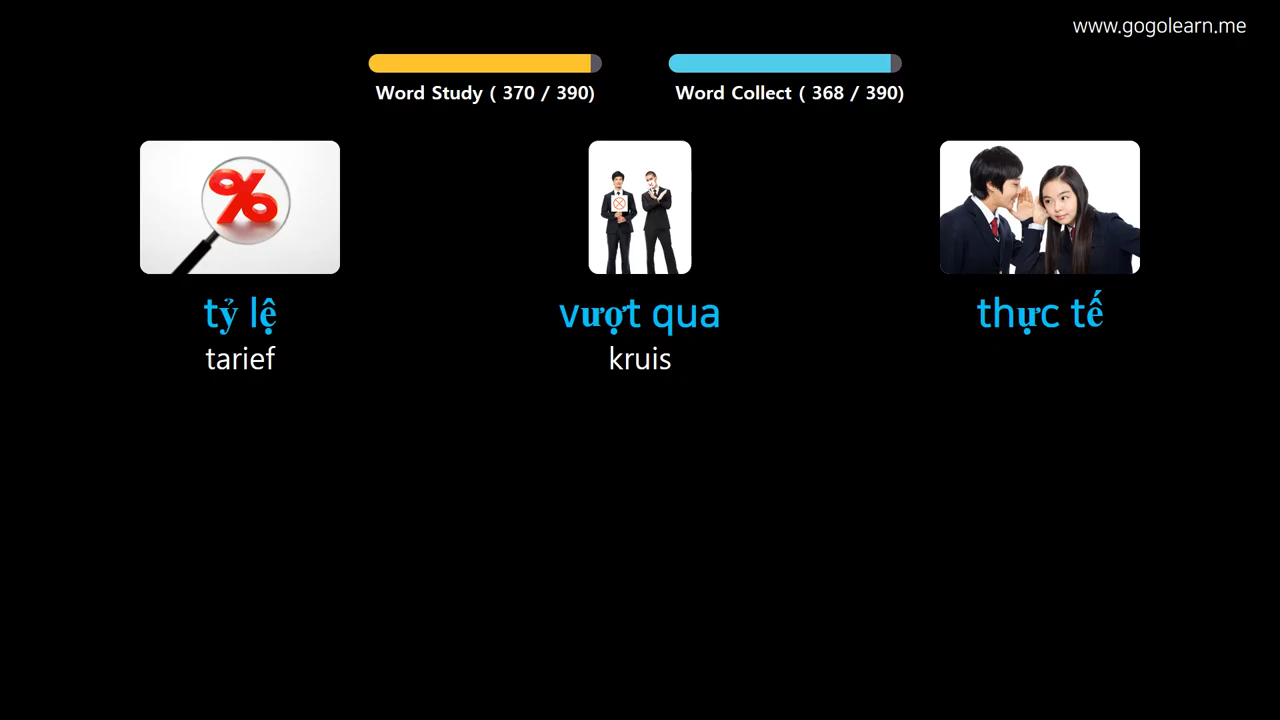 www.gogolearn.me
Word Study ( 370 / 390)
Word Collect ( 368 / 390)
%
tỷ lệ
vượt qua
thực tế
tarief
kruis